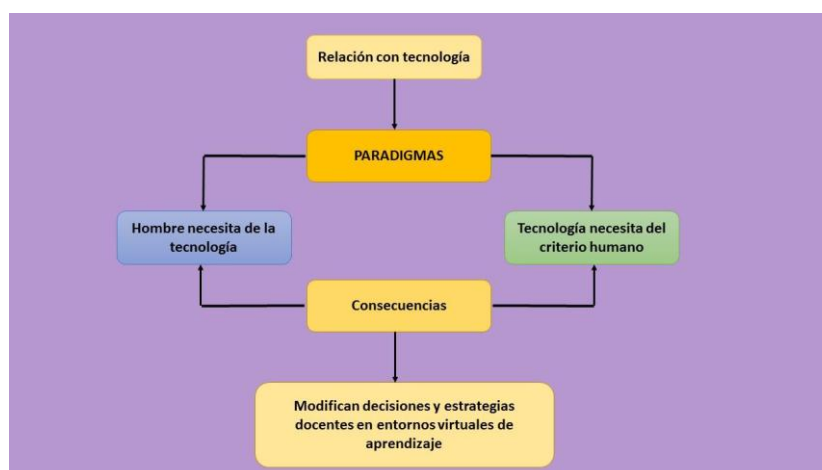 Relación con tecnología
PARADIGMAS
Hombre necesita de la
tecnología
Tecnología necesita del
criterio humano
Consecuencias
Modifican decisiones y estrategias
docentes en entornos virtuales de
aprendizaje